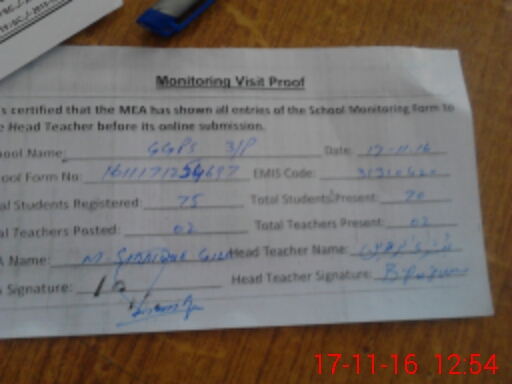 Monitoring Visit Proof
s certified that the MEA has shown all entries of the School Monitoring Form to
e Head Teacher before its online submission.
ool Name: GGPS 3/P Date: 17-11-16
ool Form No: EMIS Code:
al Students Registered: 75 Total Students Present: 70
al Teachers Posted: 02 Total Teachers Present: 02
A Name: M. Head Teacher Name:
Signature: Head Teacher Signature:
17-11-16 12:54